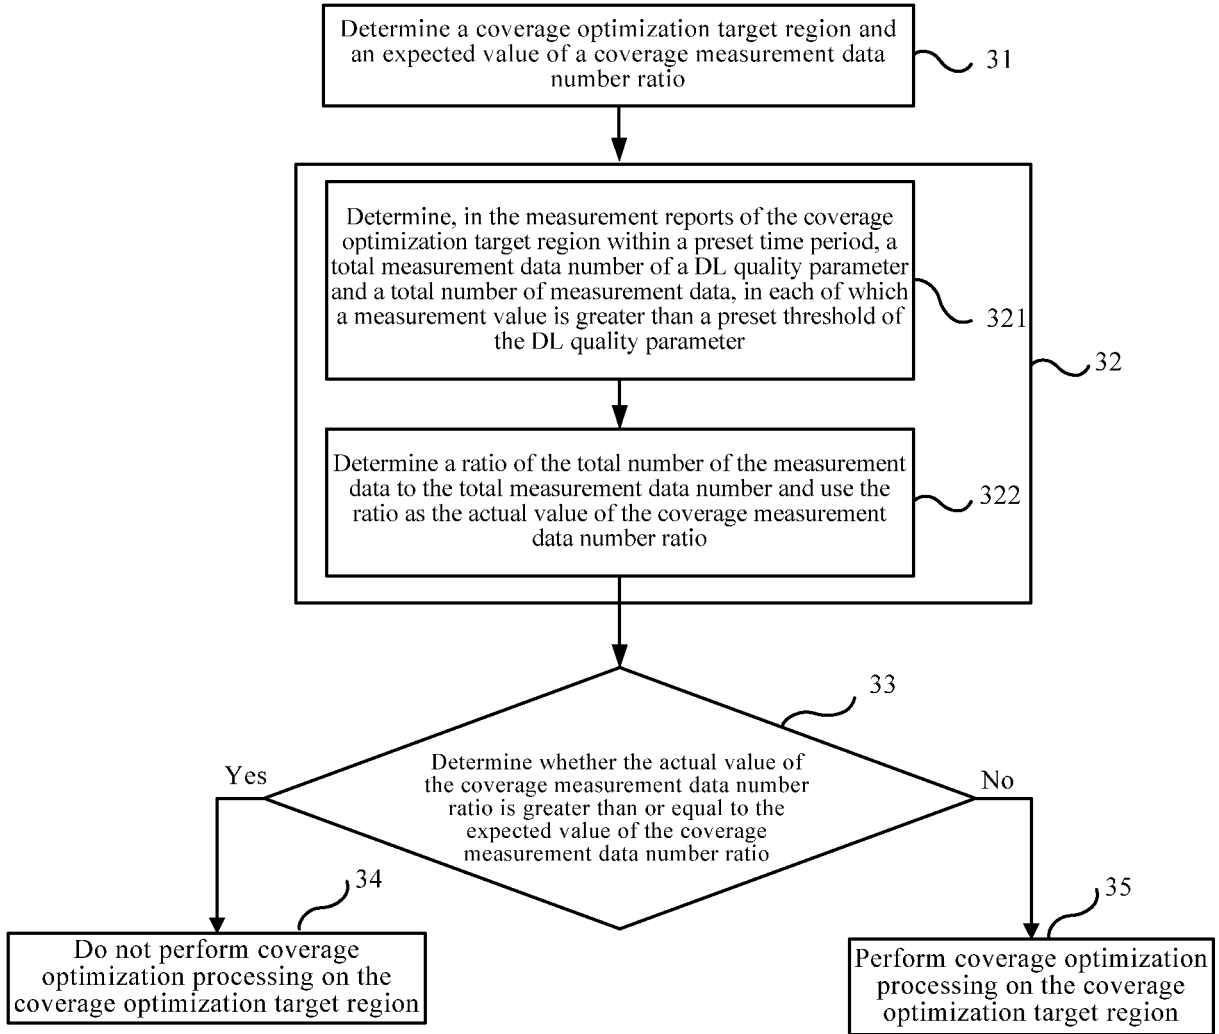 Determine a coverage optimization target region and
an expected value of a coverage measurement data
number ratio
31
Determine, in the measurement reports of the coverage
optimization target region within a preset time period, a
total measurement data number of a DL quality parameter
and a total number of measurement data, in each of which
a measurement value is greater than a preset threshold of
the DL quality parameter
321
32
Determine a ratio of the total number of the measurement
data to the total measurement data number and use the
ratio as the actual value of the coverage measurement
data number ratio
322
33
Determine whether the actual value of
the coverage measurement data number
ratio is greater than or equal to the
expected value of the coverage
measurement data number ratio
Yes
No
34
Do not perform coverage
optimization processing on the
coverage optimization target region
35
Perform coverage optimization
processing on the coverage
optimization target region